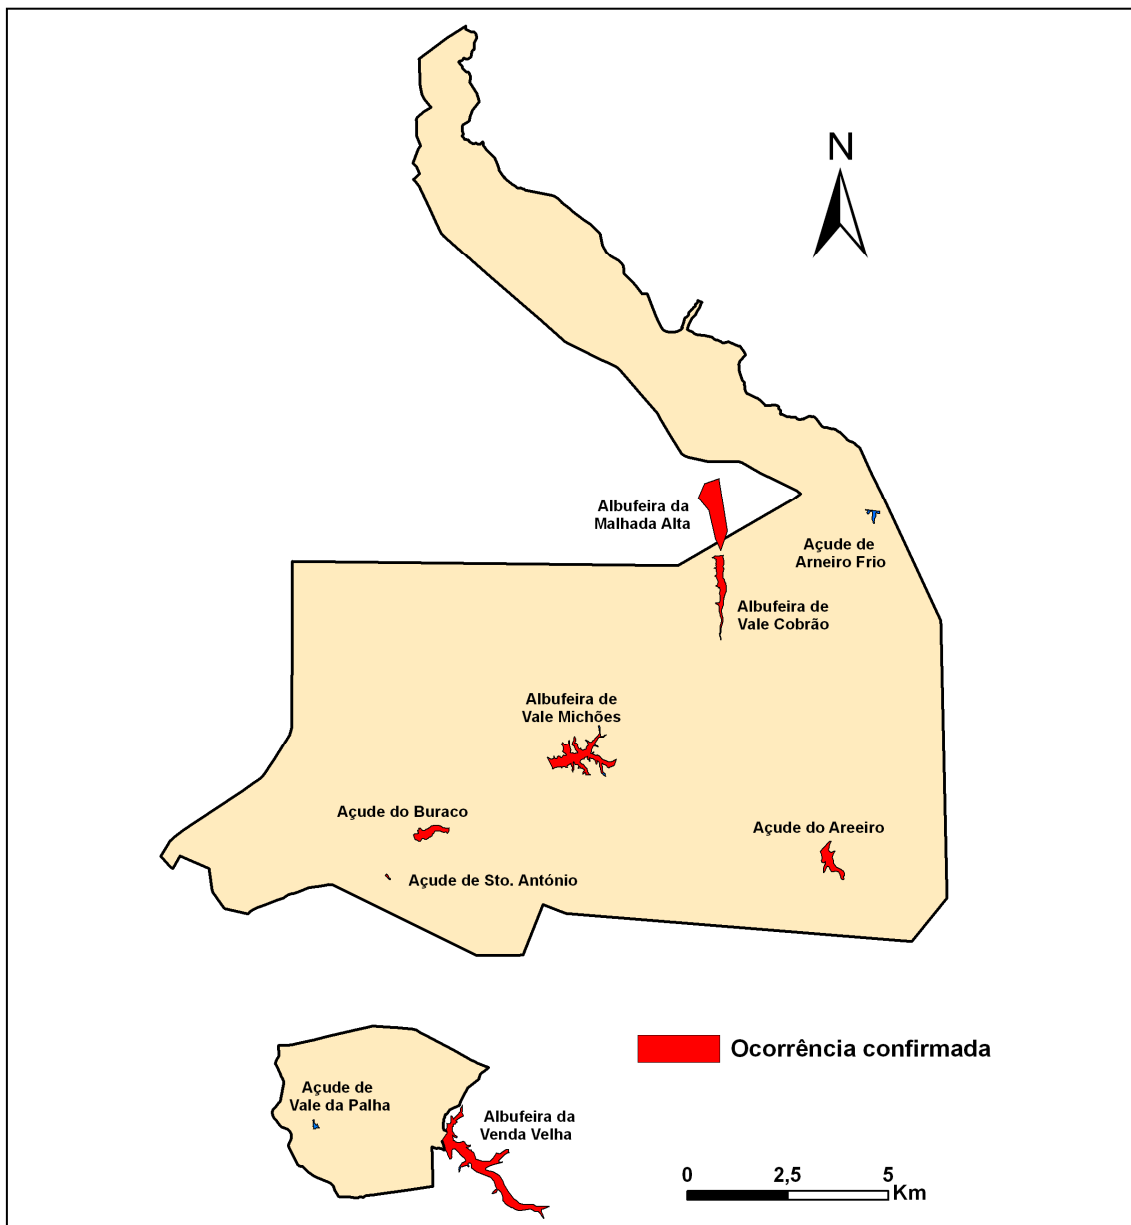 N
Albufeira da
Malhada Alta
Açude de
Arneiro Frio
Albufeira de
Vale Cobrão
Albufeira de
Vale Michões
Açude do Buraco
Açude do Areeiro
Açude de Sto. António
Ocorrência confirmada
Açude de
Vale da Palha
Albufeira da
Venda Velha
0 2,5 5
Km